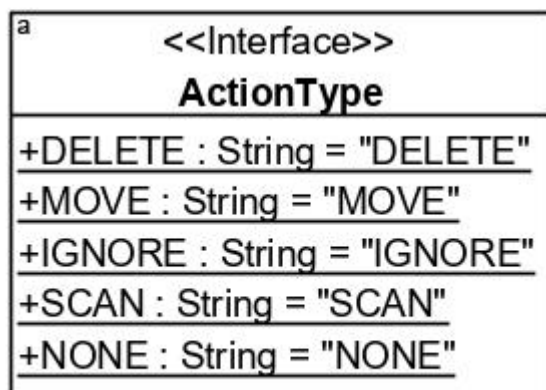 a
<<Interface>>
ActionType
+DELETE : String = "DELETE"
+MOVE : String = "MOVE"
+IGNORE : String = "IGNORE"
+SCAN : String = "SCAN"
+NONE : String = "NONE"